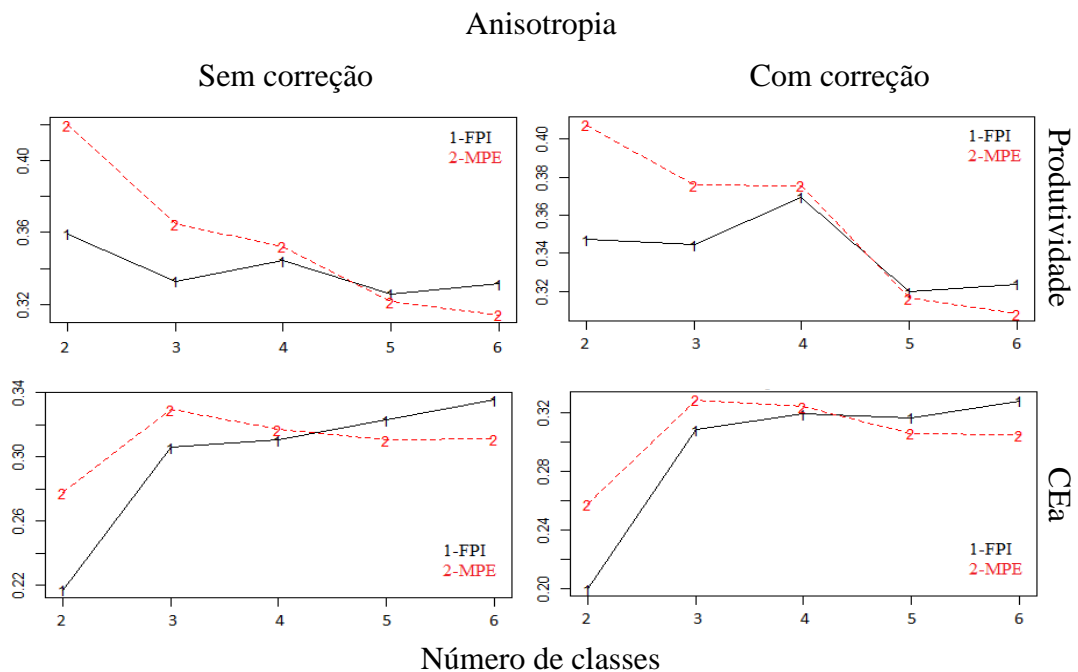 Anisotropia
Sem correção
Com correção
1-FPI
2-MPE
0.40
0.36
0.32
2 3 4 5 6
1-FPI
2-MPE
0.40
0.38
0.36
0.34
0.32
2 3 4 5 6
Produtividade
0.34
0.30
0.26
0.22
1-FPI
2-MPE
2 3 4 5 6
0.32
0.28
0.24
0.20
1-FPI
2-MPE
2 3 4 5 6
CEa
Número de classes